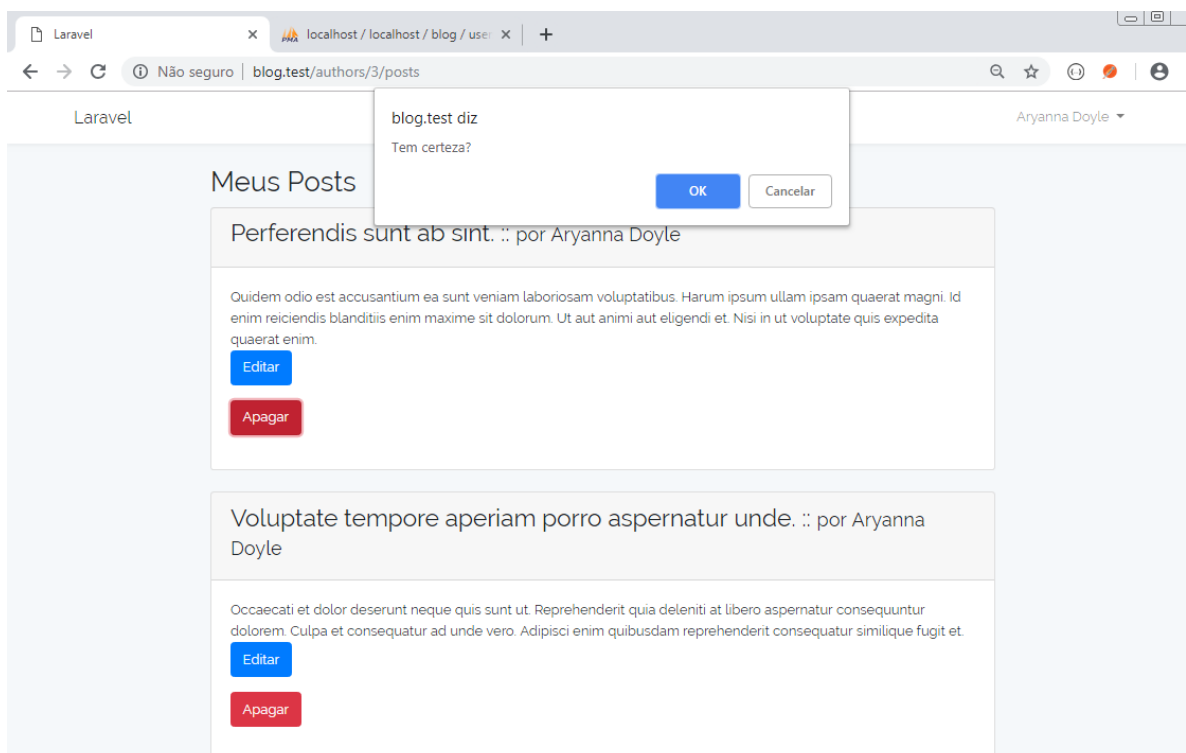 Laravel
localhost / localhost / blog / user
Não seguro | blog.test/authors/3/posts
Laravel
Aryanna Doyle
blog.test diz
Tem certeza?
OK
Cancelar
Meus Posts
Perferendis sunt ab sint. :: por Aryanna Doyle
Quidem odio est accusantium ea sunt veniam laboriosam voluptatibus. Harum ipsum ullam ipsam quaerat magni. Id
enim reiciendis blanditiis enim maxime sit dolorum. Ut aut animi aut eligendi et. Nisi in ut voluptate quis expedita
quaerat enim.
Editar
Apagar
Voluptate tempore aperiam porro aspernatur unde. :: por Aryanna
Doyle
Occaecati et dolor deserunt neque quis sunt ut. Reprehenderit quia deleniti at libero aspernatur consequuntur
dolorem. Culpa et consequatur ad unde vero. Adipisci enim quibusdam reprehenderit consequatur similique fugit et.
Editar
Apagar